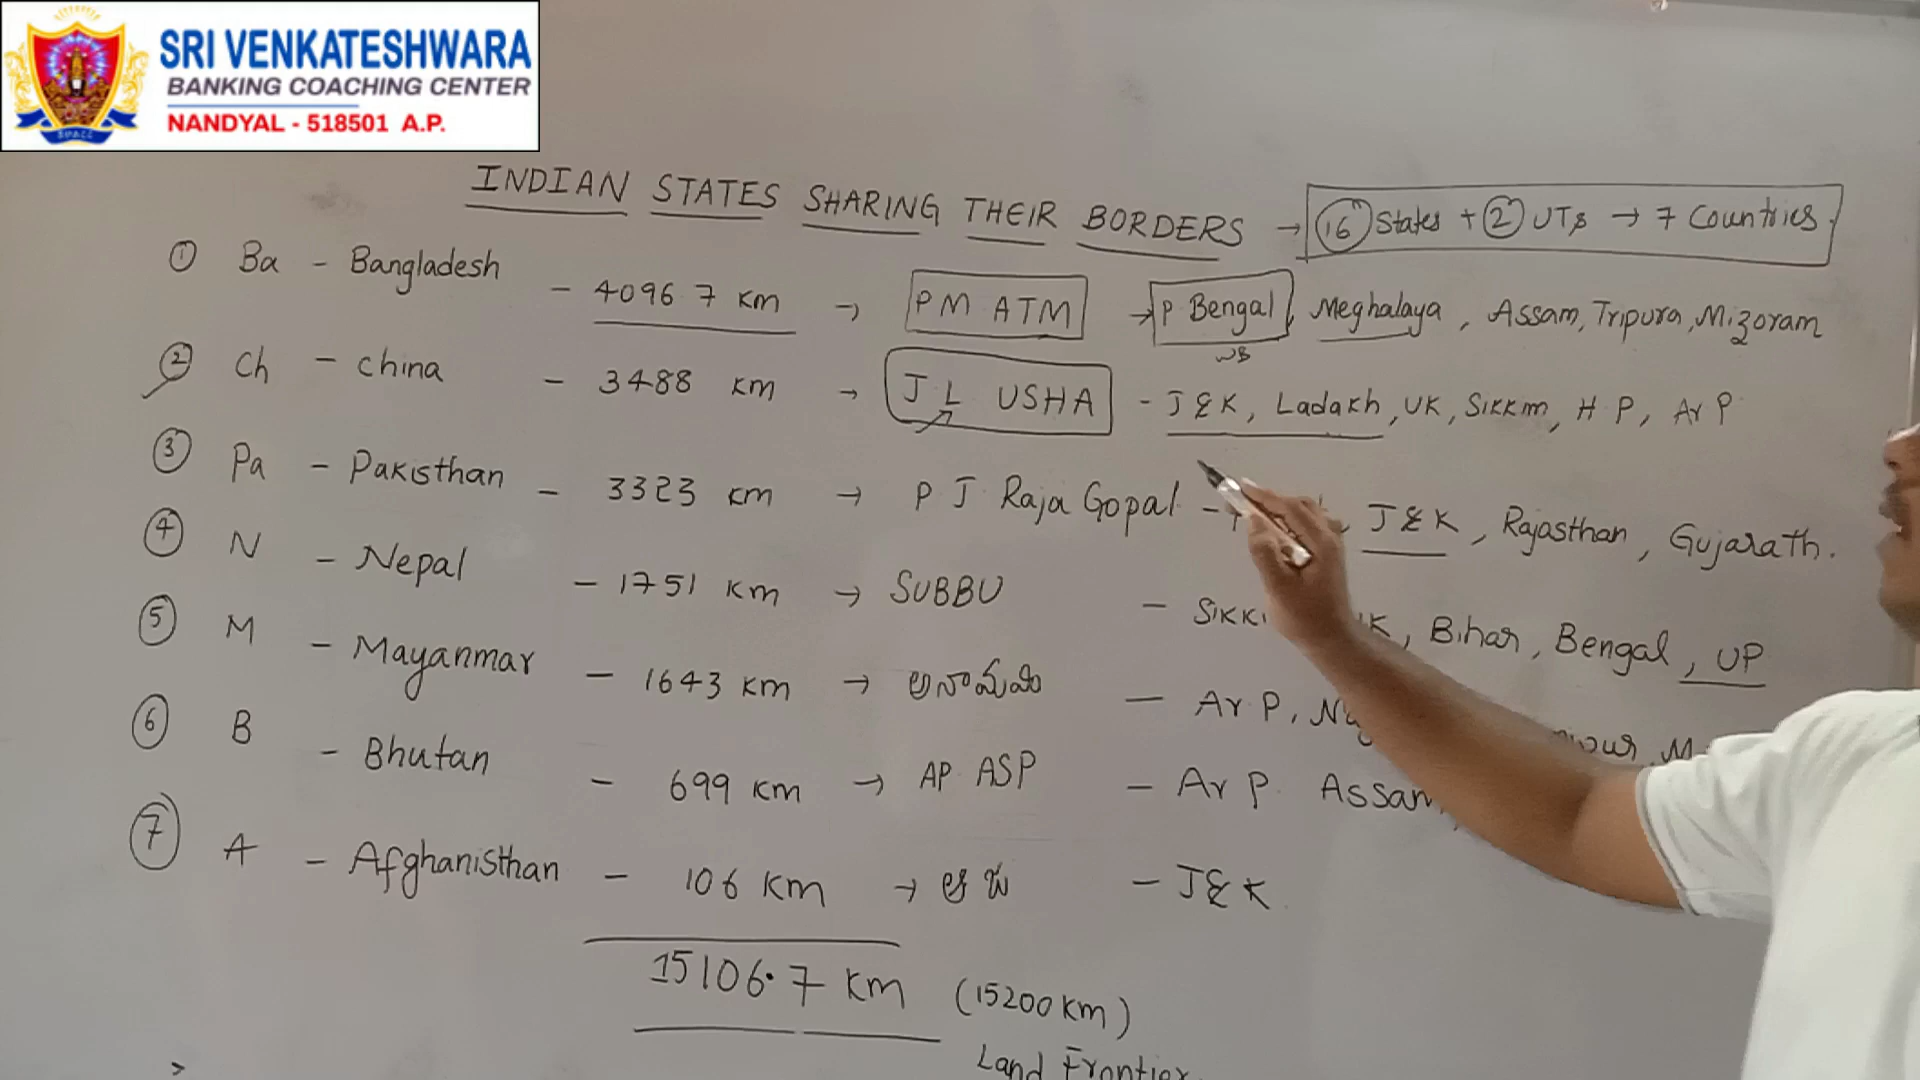 SRI VENKATESHWARA
BANKING COACHING CENTER
NANDYAL - 518501 A.P.
INDIAN STATES SHARING THEIR BORDERS → 16 States + 2 UTs → 7 Countries.
① Ba - Bangladesh - 4096 7 km → PM ATM → P Bengal, Meghalaya, Assam, Tripura, Mizoram
WB
② Ch - China - 3488 km → J L USHA - J & K, Ladakh, UK, Sikkim, H P, Ar P
③ Pa - Pakisthan - 3323 km → P J Raja Gopal - J & K, Rajasthan, Gujarath.
④ N - Nepal - 1751 km → SUBBU - Bihar, Bengal, UP
⑤ M - Mayanmar - 1643 km → అనామమి - Ar P,
⑥ B - Bhutan - 699 km → AP ASP - Ar P Assam
⑦ A - Afghanisthan - 106 km → - J & K
15106.7 km (15200 km)
Land Frontier